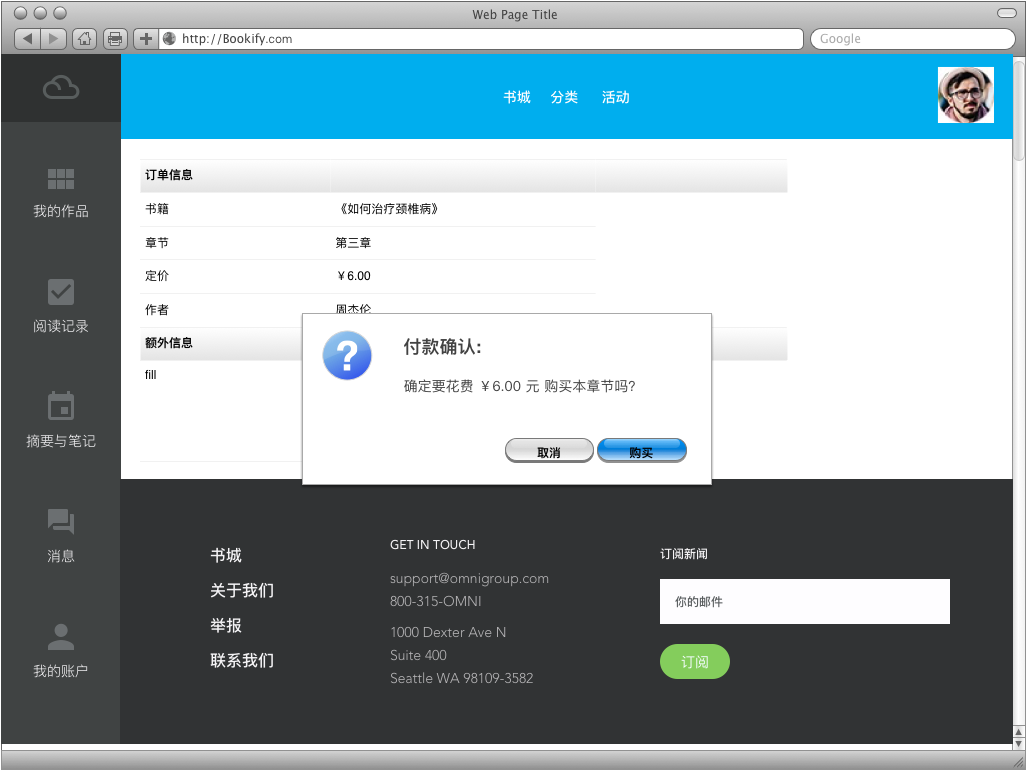 Web Page Title
http://Bookify.com
Google
书城 分类 活动
我的作品
阅读记录
摘要与笔记
消息
我的账户
订单信息
书籍 《如何治疗颈椎病》
章节 第三章
定价 ￥6.00
作者 周杰伦
额外信息
fill
?
付款确认:
确定要花费 ￥6.00 元 购买本章节吗?
取消 购买
书城
关于我们
举报
联系我们
GET IN TOUCH
support@omnigroup.com
800-315-OMNI
1000 Dexter Ave N
Suite 400
Seattle WA 98109-3582
订阅新闻
你的邮件
订阅